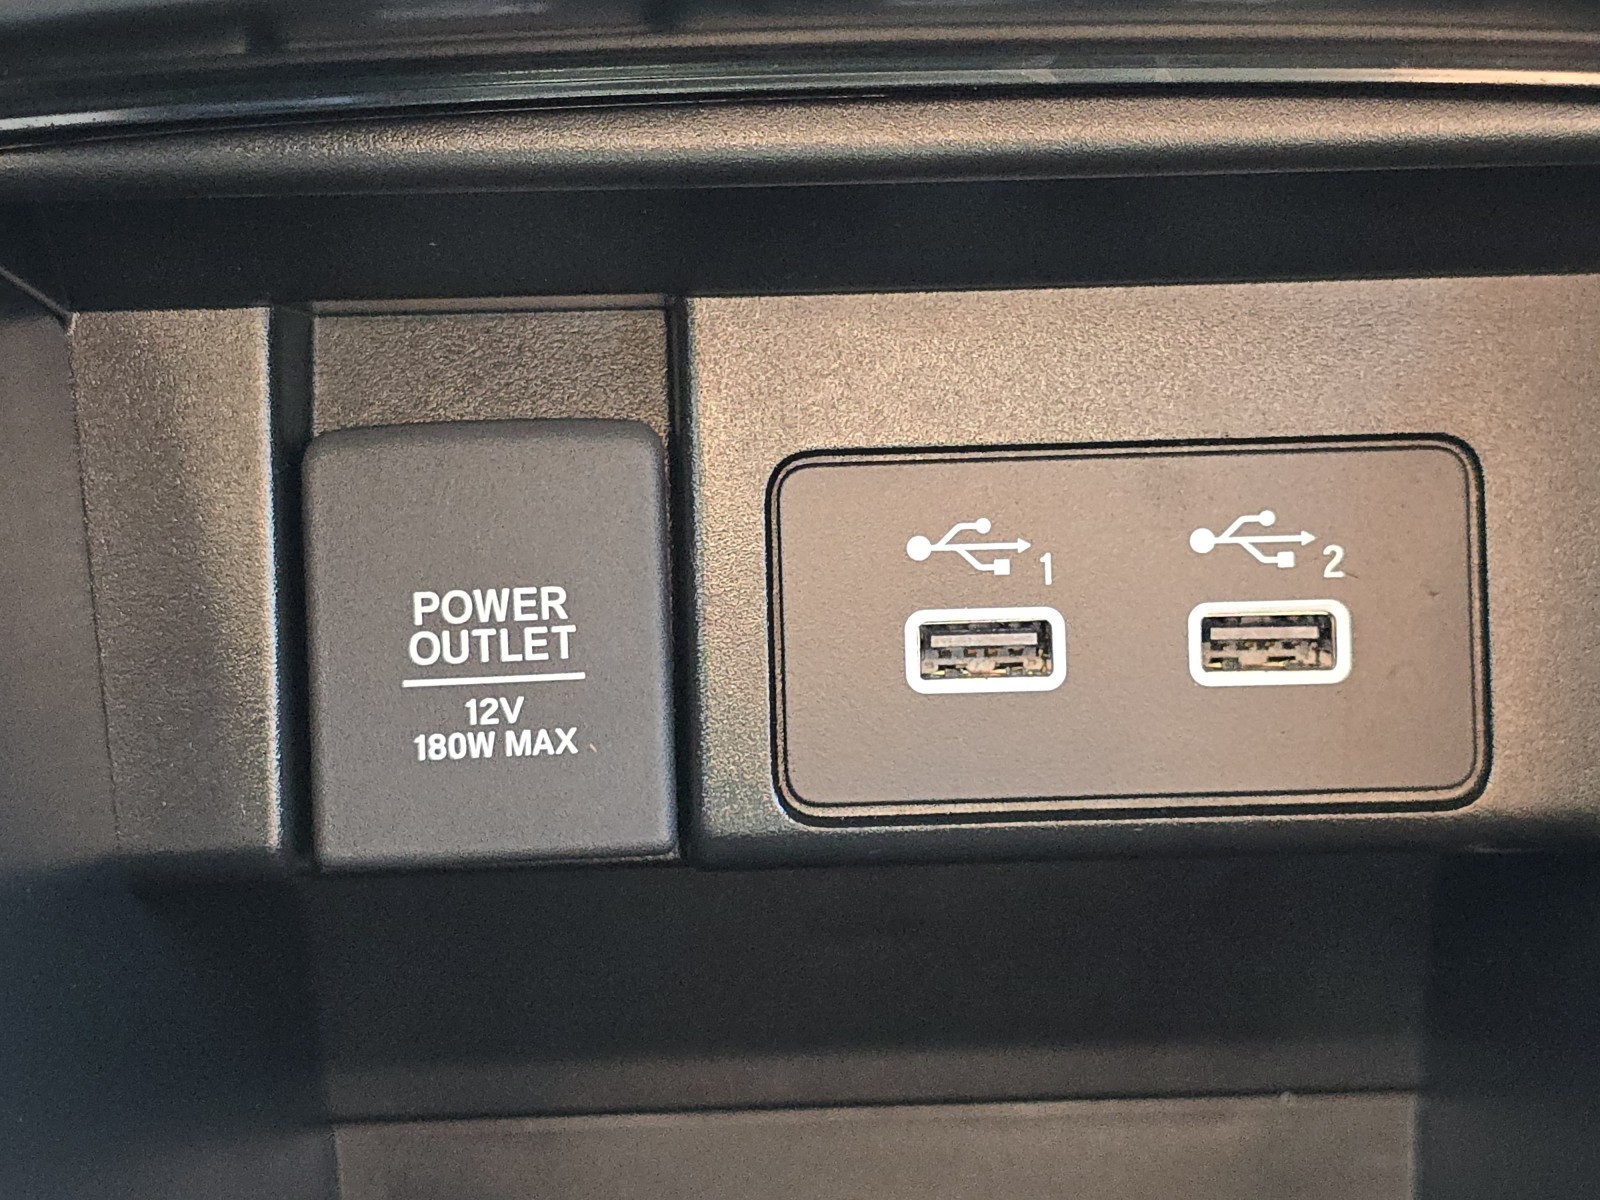 POWER
OUTLET
12V
180W MAX
1
2